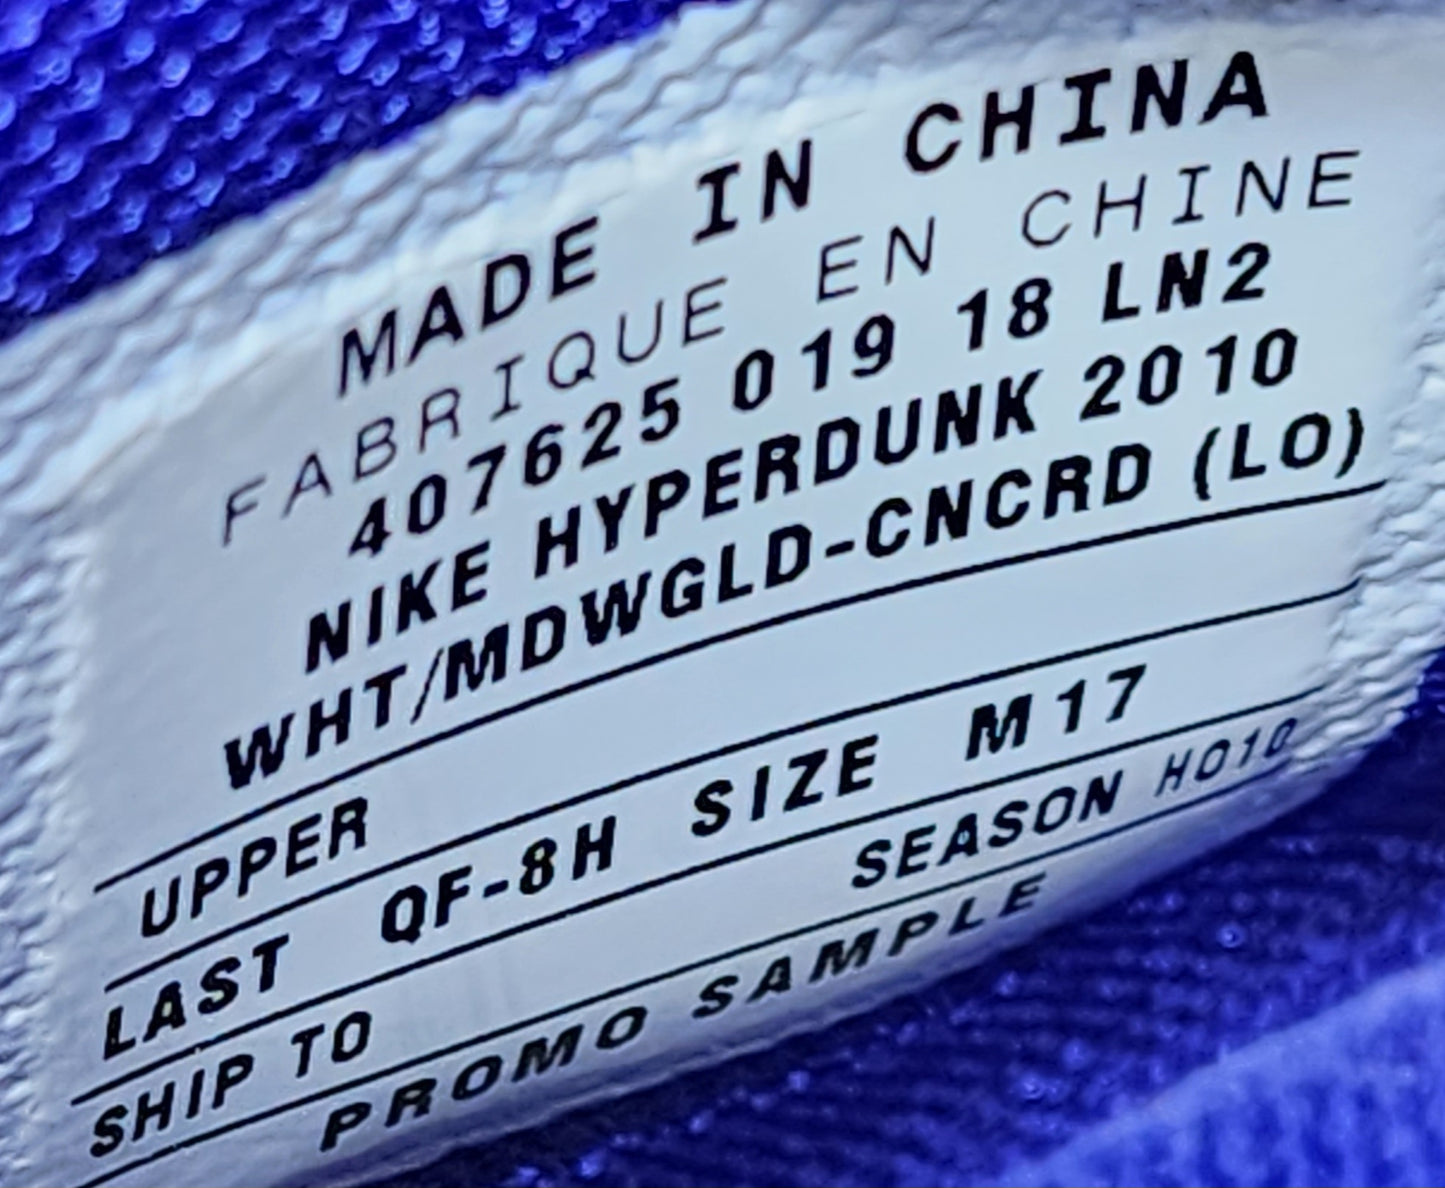 MADE IN CHINA
FABRIQUE EN CHINE
407625 019 18 LN2
NIKE HYPERDUNK 2010
WHT/MDWGLD-CNCRD (LO)
UPPER
LAST QF-8H SIZE M17
SHIP TO SEASON HO10
PROMO SAMPLE